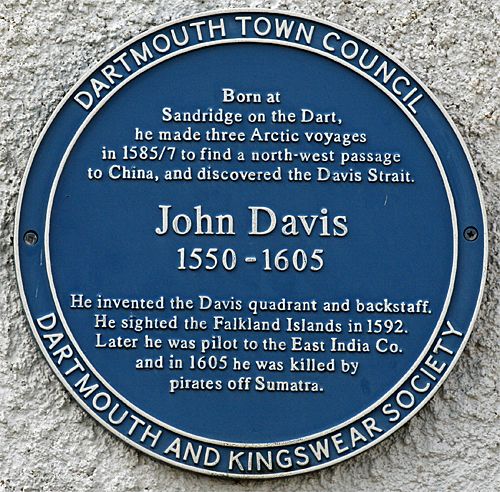 DARTMOUTH TOWN COUNCIL
Born at
Sandridge on the Dart,
he made three Arctic voyages
in 1585/7 to find a north-west passage
to China, and discovered the Davis Strait.
John Davis
1550 - 1605
He invented the Davis quadrant and backstaff.
He sighted the Falkland Islands in 1592.
Later he was pilot to the East India Co.
and in 1605 he was killed by
pirates off Sumatra.
DARTMOUTH AND KINGSWEAR SOCIETY